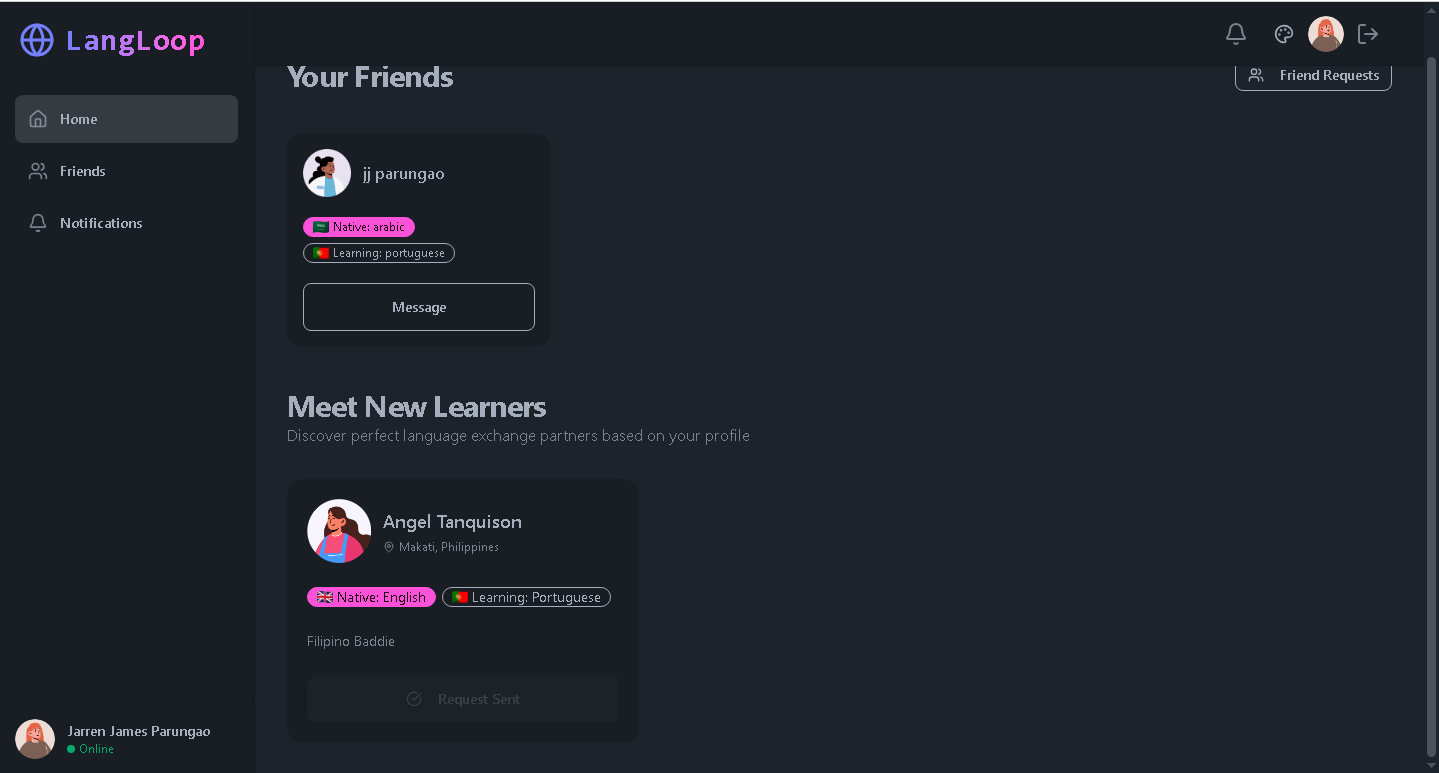 LangLoop
Home
Friends
Notifications
Your Friends
Friend Requests
jj parungao
Native: arabic
Learning: portuguese
Message
Meet New Learners
Discover perfect language exchange partners based on your profile
Angel Tanquison
Makati, Philippines
Native: English
Learning: Portuguese
Filipino Baddie
Request Sent
Jarren James Parungao
Online